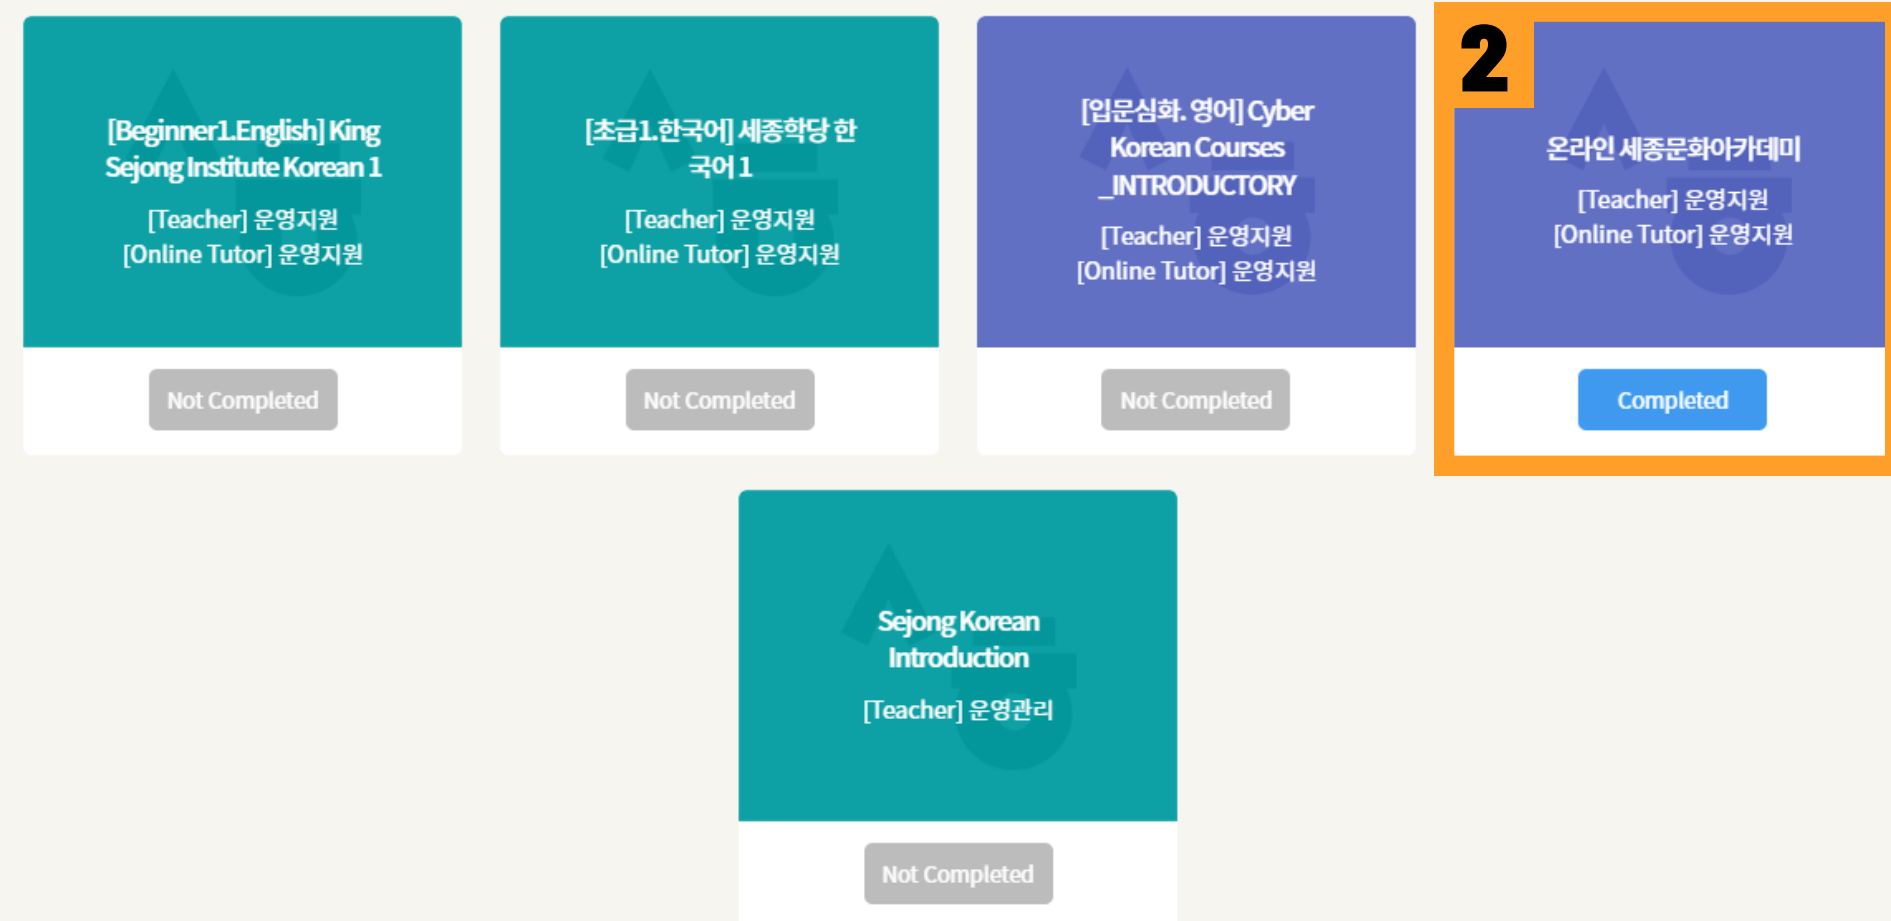 [Beginner1.English] King
Sejong Institute Korean 1
[Teacher] 운영지원
[Online Tutor] 운영지원
Not Completed
[초급1.한국어] 세종학당 한
국어 1
[Teacher] 운영지원
[Online Tutor] 운영지원
Not Completed
[입문심화. 영어] Cyber
Korean Courses
_INTRODUCTORY
[Teacher] 운영지원
[Online Tutor] 운영지원
Not Completed
2
온라인 세종문화아카데미
[Teacher] 운영지원
[Online Tutor] 운영지원
Completed
Sejong Korean
Introduction
[Teacher] 운영관리
Not Completed